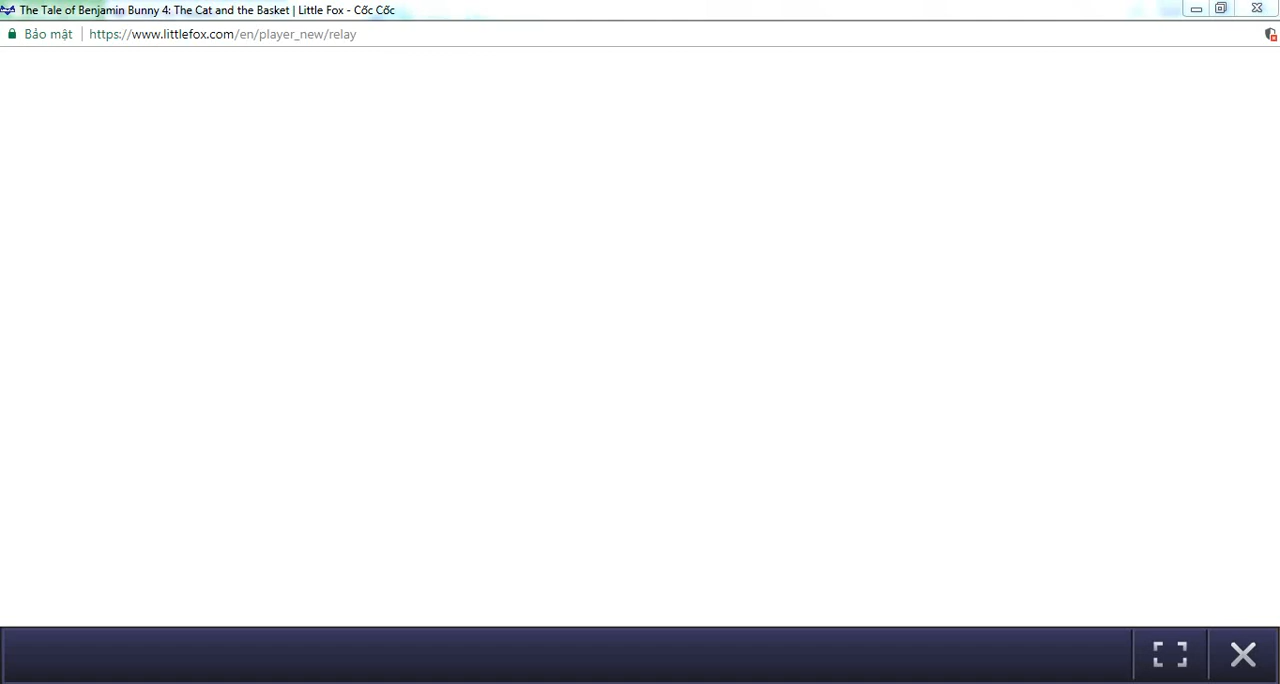 The Tale of Benjamin Bunny 4: The Cat and the Basket | Little Fox - Cốc Cốc
Bảo mật | https://www.littlefox.com/en/player_new/relay